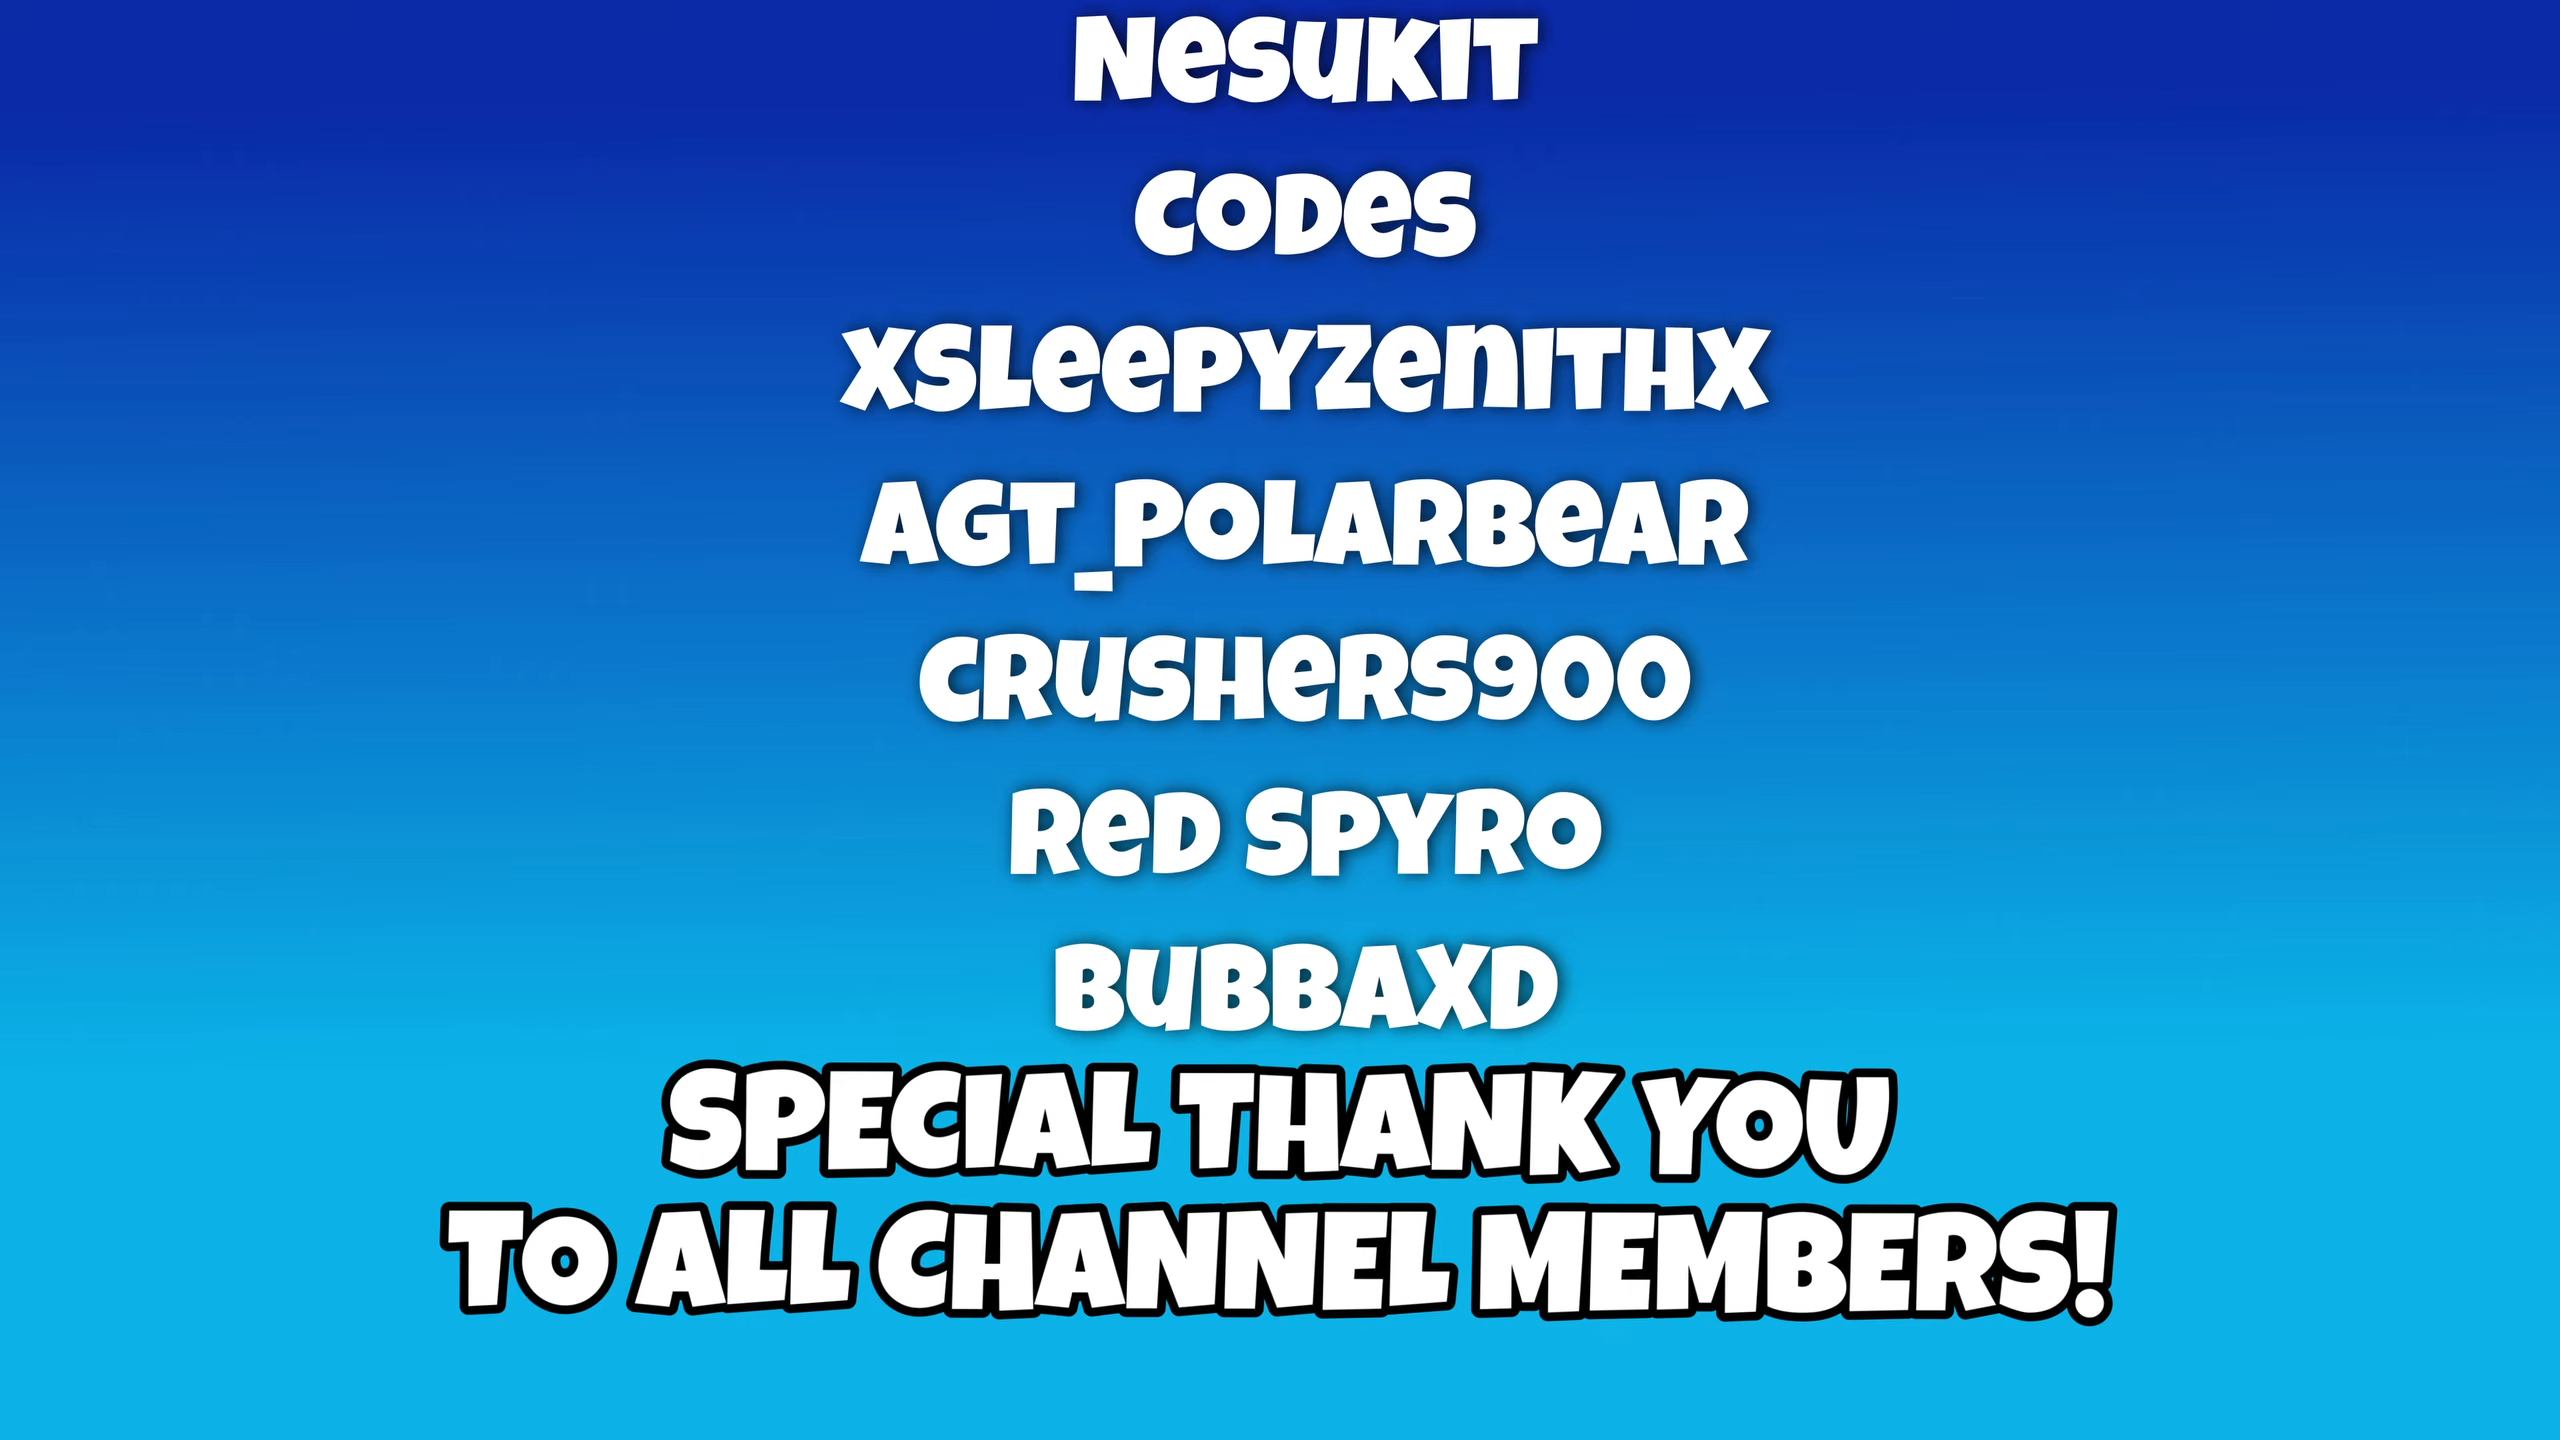 Nesukit
Codes
xSleepyZenithx
AGT_PolarBear
Crushers900
Red Spyro
BubbaXD
SPECIAL THANK YOU
TO ALL CHANNEL MEMBERS!